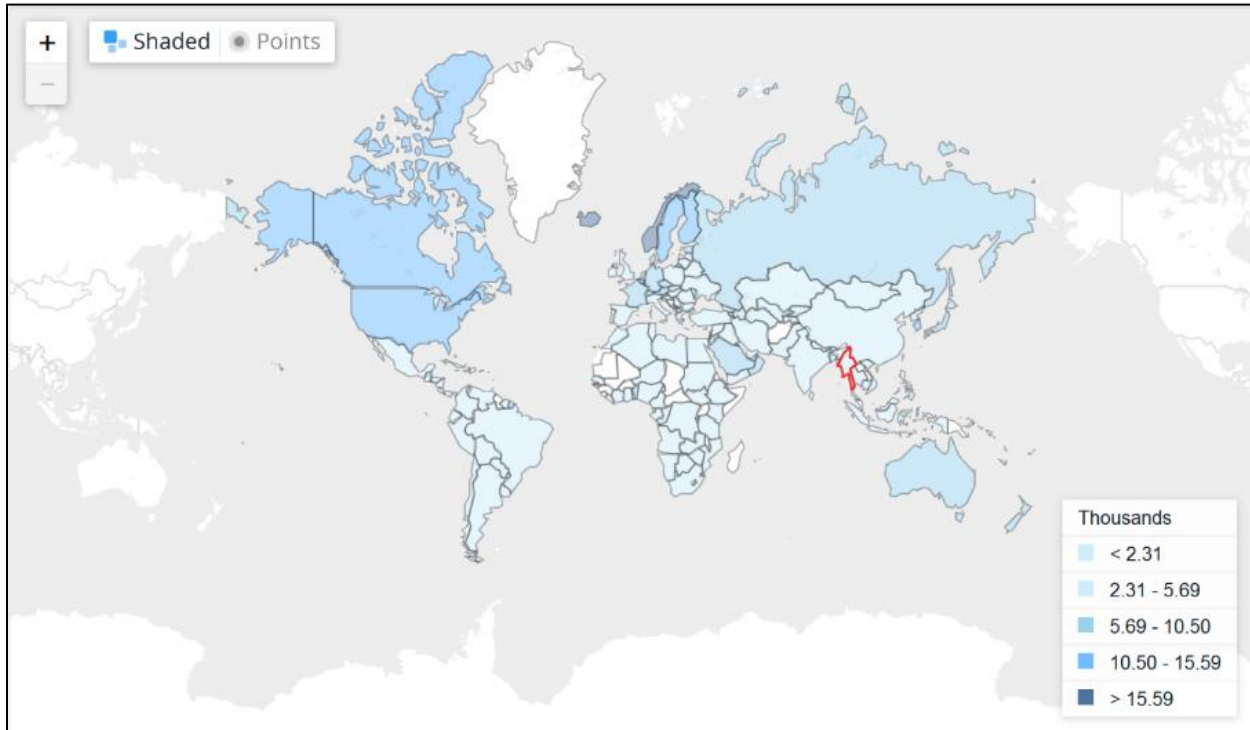 +
Shaded
Points
−
Thousands
< 2.31
2.31 - 5.69
5.69 - 10.50
10.50 - 15.59
> 15.59